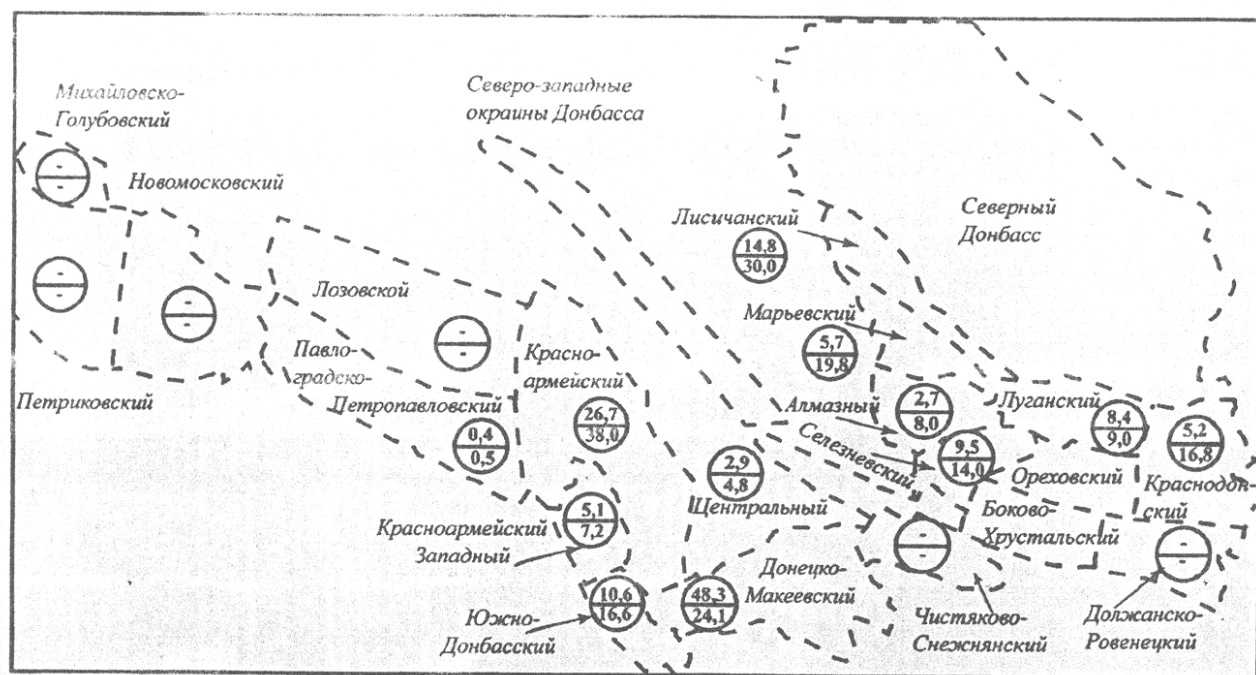 Северо-западные
окраины Донбасса
Михайловско-
Голубовский
-
-
Новомосковский
Лисичанский
14,8
30,0
Северный
Донбасс
-
-
-
-
Лозовской
-
-
Марьевский
5,7
19,8
Павло-
градско-
Петропавловский
0,4
0,5
Красно-
армейский
26,7
38,0
Петриковский
Алмазный
2,7
8,0
Луганский
8,4
9,0
5,2
16,8
Селезневский
9,5
14,0
Ореховский
Краснодон-
ский
2,9
4,8
Центральный
Боково-
Хрустальский
Красноармейский
Западный
5,1
7,2
-
-
-
-
Донецко-
Макеевский
48,3
24,1
10,6
16,6
Южно-
Донбасский
Чистяково-
Снежнянский
Должанско-
Ровенецкий